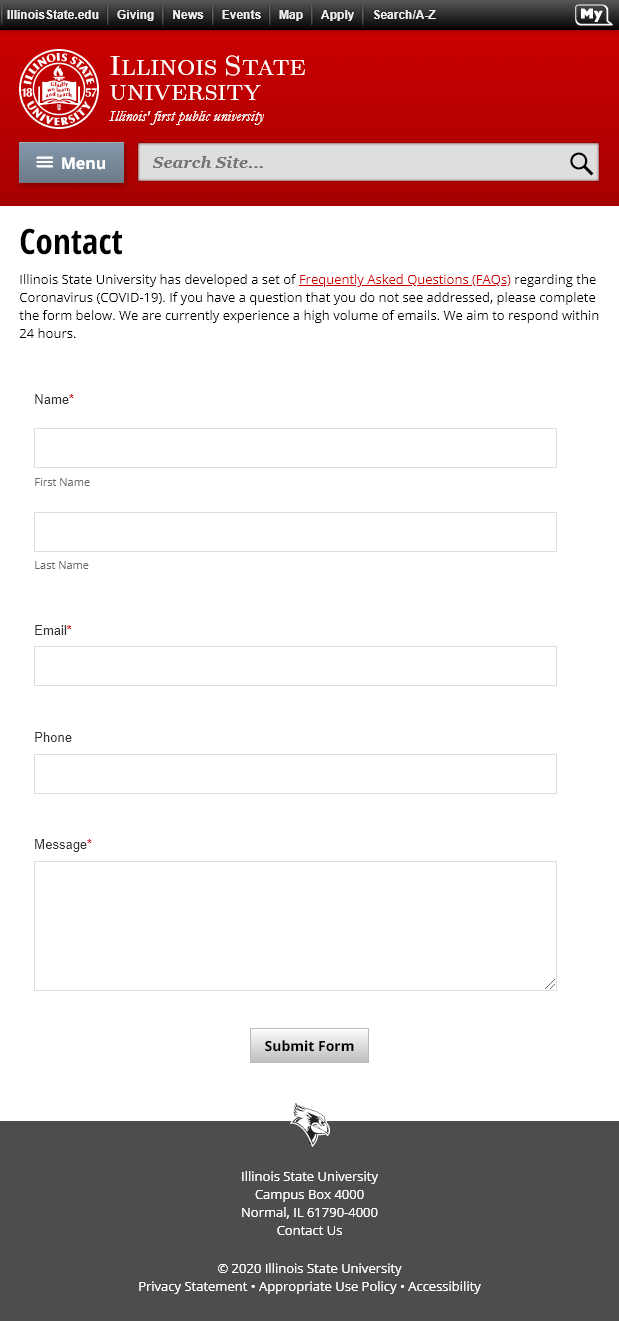 IllinoisState.edu Giving News Events Map Apply Search/A-Z My
ILLINOIS STATE UNIVERSITY 18 57 Gladly we learn and teach
ILLINOIS STATE
UNIVERSITY
Illinois' first public university
Menu Search Site...
Contact
Illinois State University has developed a set of Frequently Asked Questions (FAQs) regarding the
Coronavirus (COVID-19). If you have a question that you do not see addressed, please complete
the form below. We are currently experience a high volume of emails. We aim to respond within
24 hours.
Name*
First Name
Last Name
Email*
Phone
Message*
Submit Form
Illinois State University
Campus Box 4000
Normal, IL 61790-4000
Contact Us
© 2020 Illinois State University
Privacy Statement • Appropriate Use Policy • Accessibility